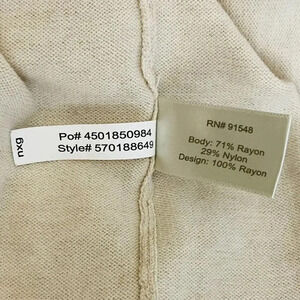 Po# 4501850984
Style# 570188649
nxg
RN# 91548
Body: 71% Rayon
29% Nylon
Design: 100% Rayon